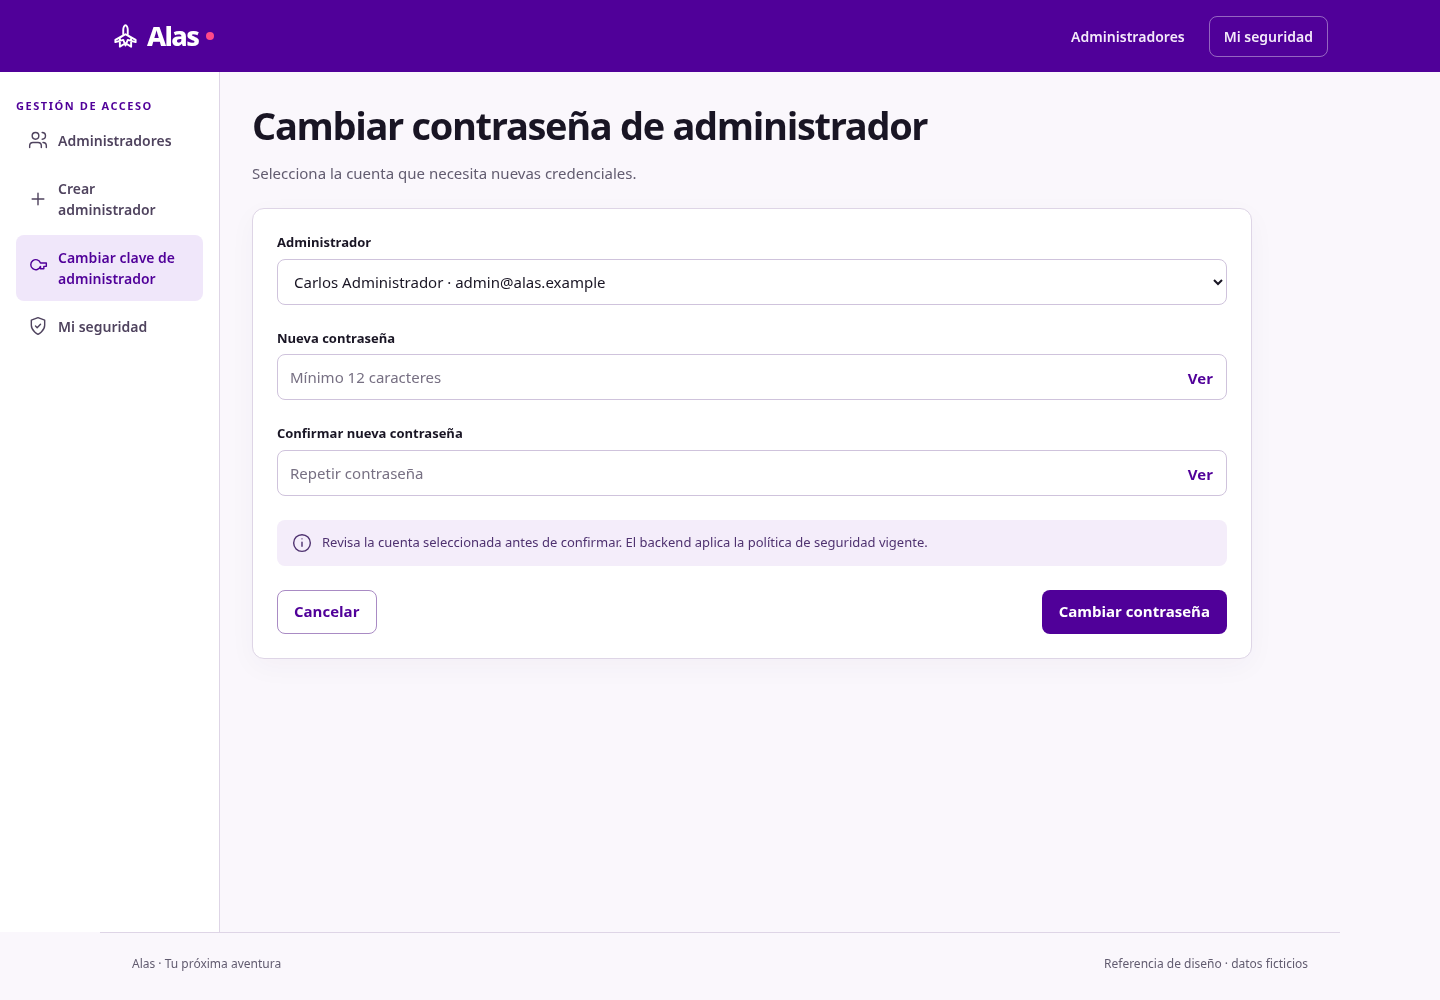 Alas
Administradores
Mi seguridad
GESTIÓN DE ACCESO
Administradores
Crear
administrador
Cambiar clave de
administrador
Mi seguridad
Cambiar contraseña de administrador
Selecciona la cuenta que necesita nuevas credenciales.
Administrador
Carlos Administrador · admin@alas.example
Nueva contraseña
Mínimo 12 caracteres
Ver
Confirmar nueva contraseña
Repetir contraseña
Ver
Revisa la cuenta seleccionada antes de confirmar. El backend aplica la política de seguridad vigente.
Cancelar
Cambiar contraseña
Alas · Tu próxima aventura
Referencia de diseño · datos ficticios